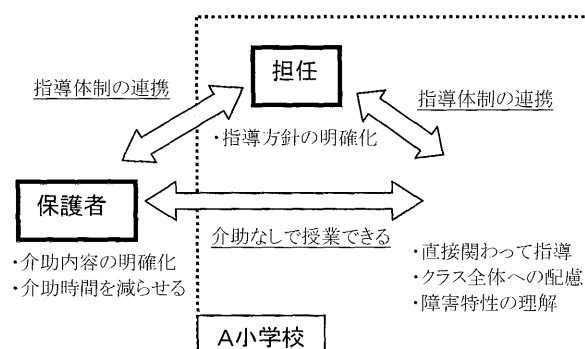 担任
指導体制の連携
指導体制の連携
・指導方針の明確化
保護者
介助なしで授業できる
・介助内容の明確化
・介助時間を減らせる
・直接関わって指導
・クラス全体への配慮
・障害特性の理解
A小学校